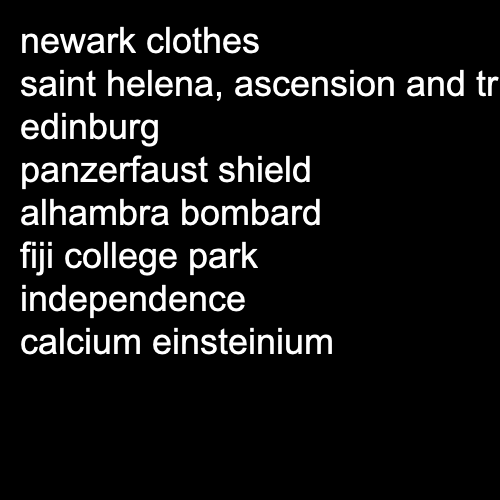 newark clothes
saint helena, ascension and tr
edinburg
panzerfaust shield
alhambra bombard
fiji college park
independence
calcium einsteinium